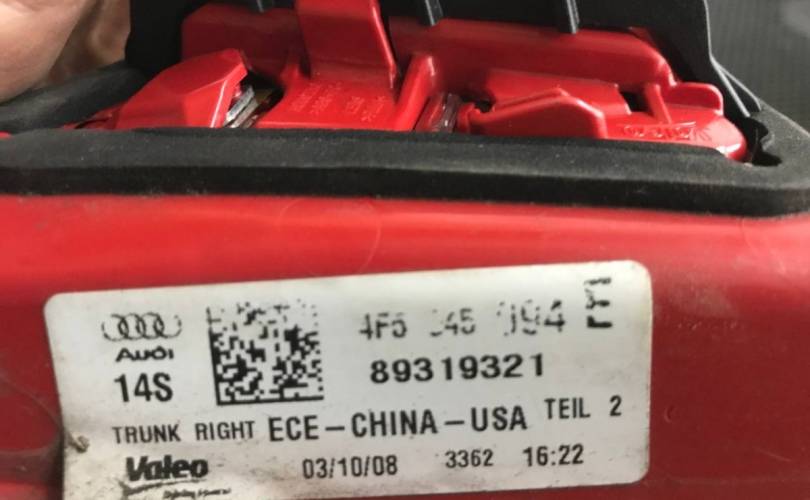 Audi
4F5 945 094 E
14S
89319321
TRUNK RIGHT ECE-CHINA-USA TEIL 2
Valeo
03/10/08 3362 16:22